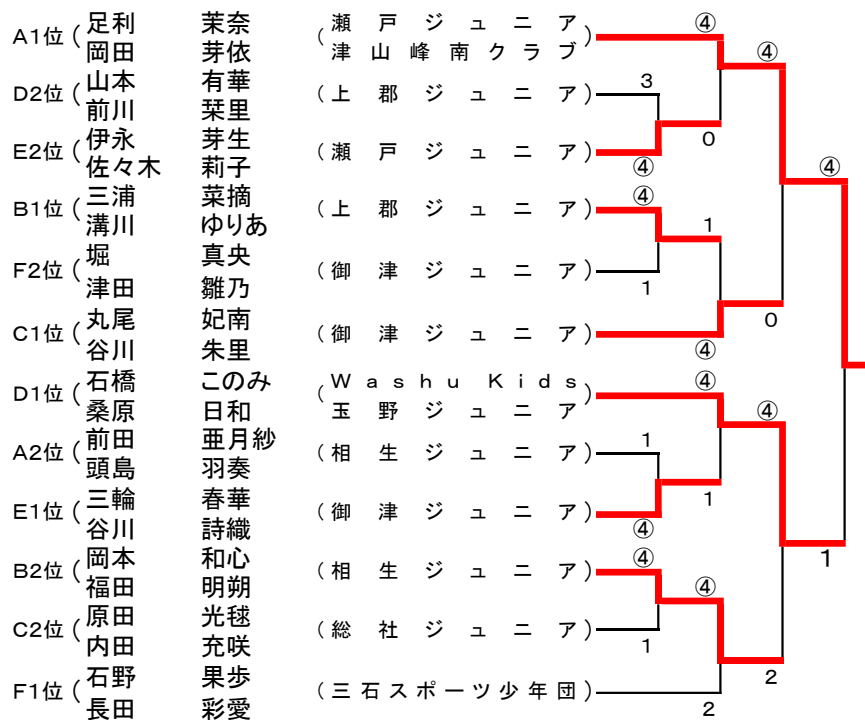 A1位 ( 足利 茉奈 ( 瀬戸ジュニア ) ④ ④
岡田 芽依 津山峰南クラブ
D2位 ( 山本 有華 ( 上郡ジュニア ) 3
前川 栞里
0
E2位 ( 伊永 芽生 ( 瀬戸ジュニア )
佐々木 莉子 ④ ④
B1位 ( 三浦 菜摘 ( 上郡ジュニア ) ④
溝川 ゆりあ 1
F2位 ( 堀 真央 ( 御津ジュニア )
津田 雛乃 1
0
C1位 ( 丸尾 妃南 ( 御津ジュニア )
谷川 朱里 ④
D1位 ( 石橋 このみ ( Washu Kids ) ④
桑原 日和 玉野ジュニア ④
A2位 ( 前田 亜月紗 ( 相生ジュニア ) 1
頭島 羽奏
1
E1位 ( 三輪 春華 ( 御津ジュニア )
谷川 詩織 ④
B2位 ( 岡本 和心 ( 相生ジュニア ) ④ 1
福田 明朔 ④
C2位 ( 原田 光毬 ( 総社ジュニア )
内田 充咲 1
2
F1位 ( 石野 果歩 ( 三石スポーツ少年団 )
長田 彩愛 2